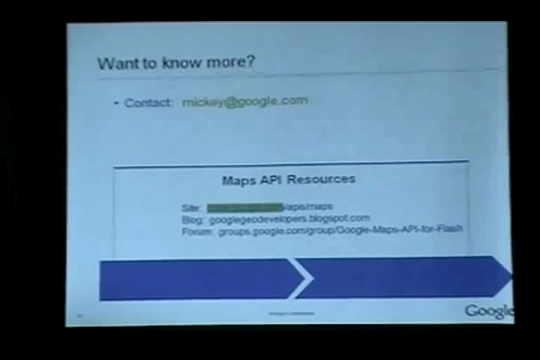 Want to know more?
• Contact: mickey@google.com
Maps API Resources
Site: /apis/maps
Blog: googlegeodevelopers.blogspot.com
Forum: groups.google.com/group/Google-Maps-API-for-Flash
Google